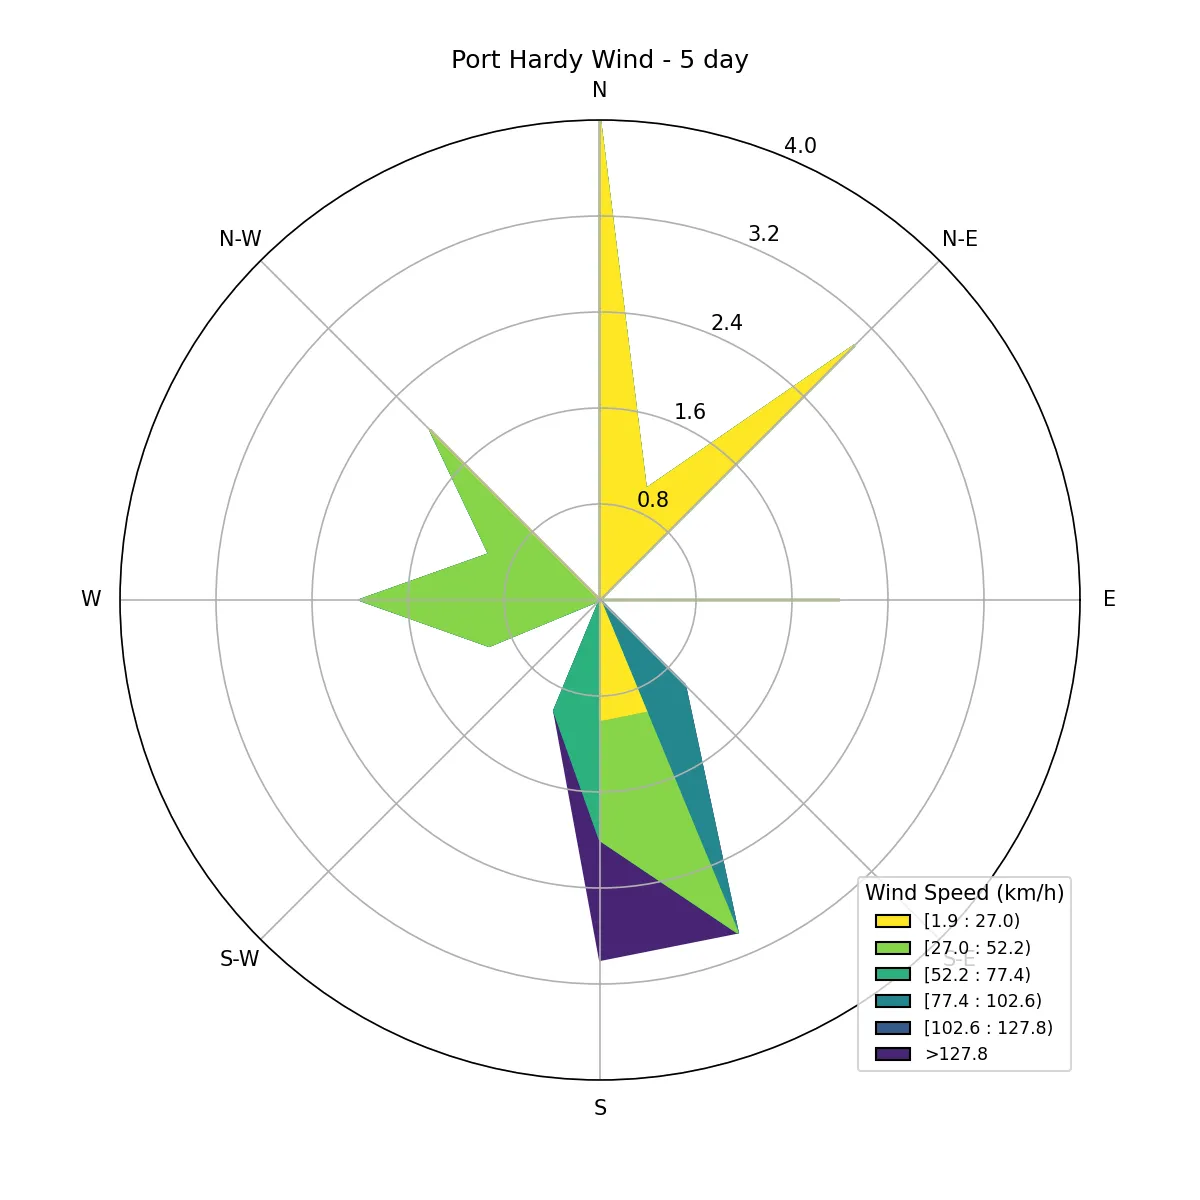 Port Hardy Wind - 5 day
N
4.0
N-W
3.2
N-E
2.4
1.6
0.8
W
E
Wind Speed (km/h)
[1.9 : 27.0)
[27.0 : 52.2)
S-W
S-E
[52.2 : 77.4)
[77.4 : 102.6)
[102.6 : 127.8)
>127.8
S